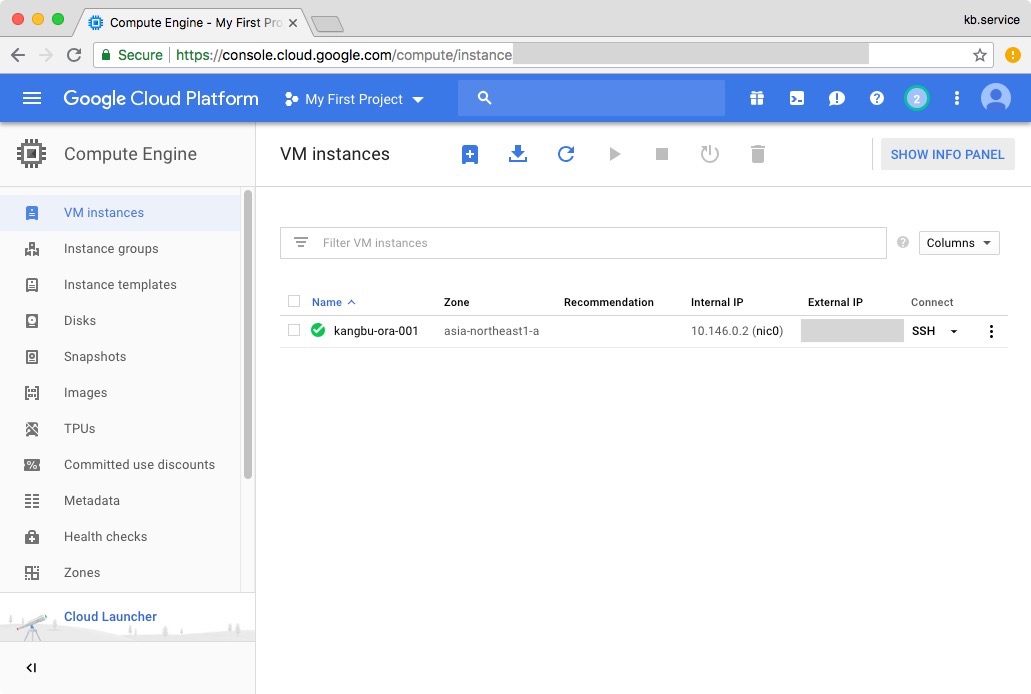 Compute Engine - My First Pro
kb.service
Secure https://console.cloud.google.com/compute/instance
Google Cloud Platform My First Project 2
Compute Engine
VM instances
SHOW INFO PANEL
VM instances
Instance groups
Instance templates
Disks
Snapshots
Images
TPUs
Committed use discounts
Metadata
Health checks
Zones
Cloud Launcher
Filter VM instances
Columns
Name Zone Recommendation Internal IP External IP Connect
kangbu-ora-001 asia-northeast1-a 10.146.0.2 (nic0) SSH